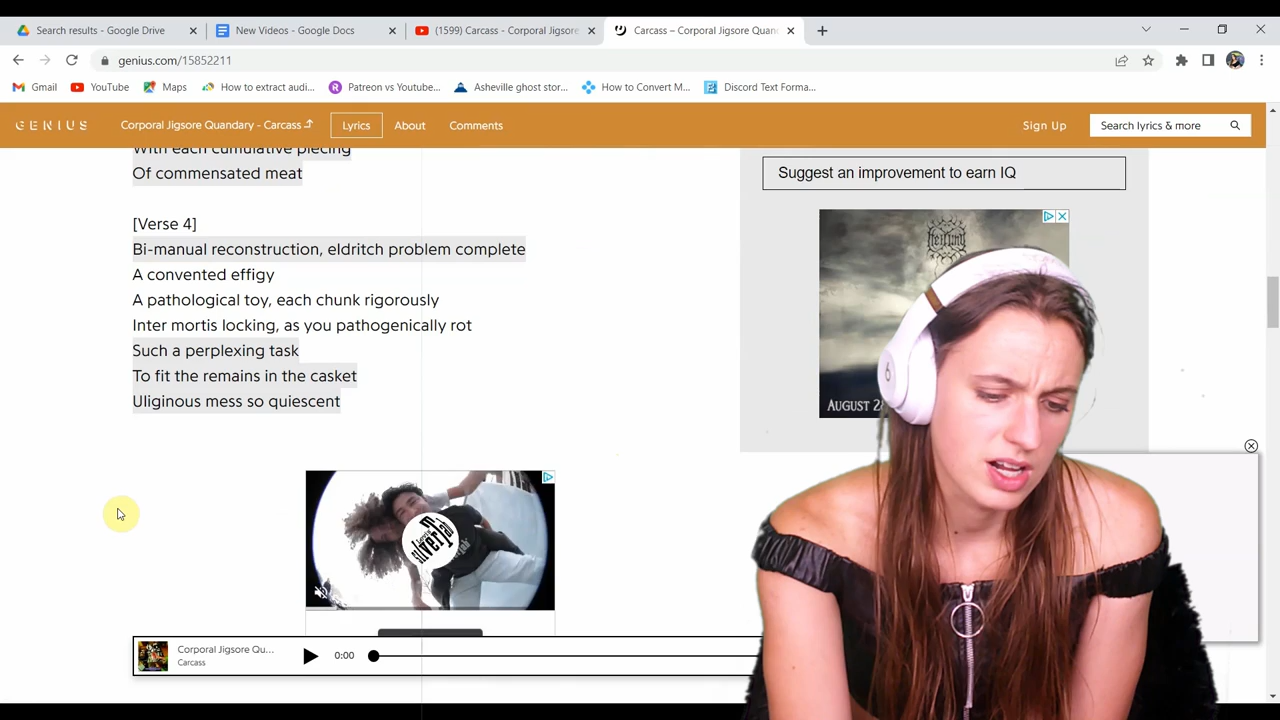 Search results - Google Drive
New Videos - Google Docs
(1599) Carcass - Corporal Jigsore
Carcass – Corporal Jigsore Quan
genius.com/15852211
Gmail
YouTube
Maps
How to extract audi...
Patreon vs Youtube...
Asheville ghost stor...
How to Convert M...
Discord Text Forma...
GENIUS
Corporal Jigsore Quandary - Carcass
Lyrics
About
Comments
Sign Up
Search lyrics & more
With each cumulative piecing
Of commensated meat
[Verse 4]
Bi-manual reconstruction, eldritch problem complete
A convented effigy
A pathological toy, each chunk rigorously
Inter mortis locking, as you pathogenically rot
Such a perplexing task
To fit the remains in the casket
Uliginous mess so quiescent
Suggest an improvement to earn IQ
AUGUST 2
Corporal Jigsore Qu...
Carcass
0:00